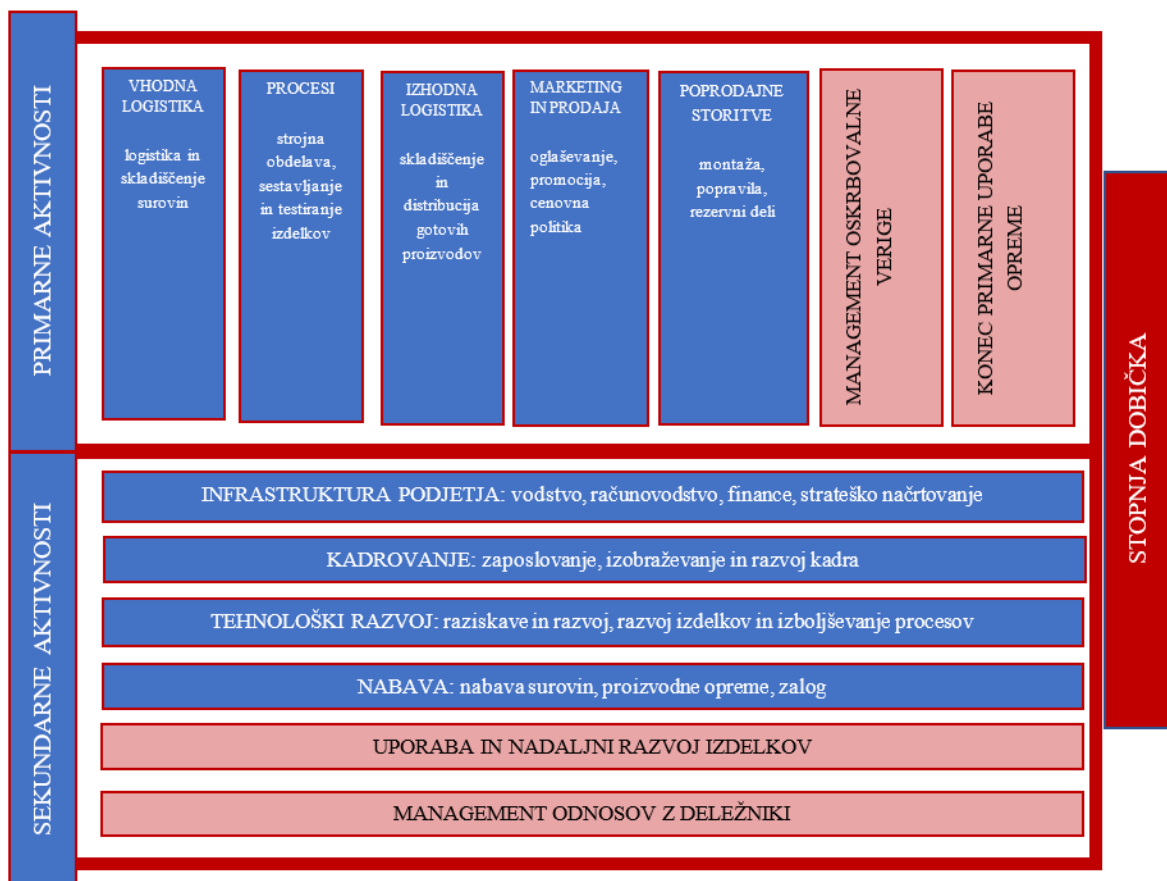 PRIMARNE AKTIVNOSTI
VHODNA
LOGISTIKA
logistika in
skladiščenje
surovin
PROCESI
strojna
obdelava,
sestavljanje
in testiranje
izdelkov
IZHODNA
LOGISTIKA
skladiščenje
in
distribucija
gotovih
proizvodov
MARKETING
IN PRODAJA
oglaševanje,
promocija,
cenovna
politika
POPRODAJNE
STORITVE
montaža,
popravila,
rezervni deli
MANAGEMENT OSKRBOVALNE
VERIGE
KONEC PRIMARNE UPORABE
OPREME
SEKUNDARNE AKTIVNOSTI
INFRASTRUKTURA PODJETJA: vodstvo, računovodstvo, finance, strateško načrtovanje
KADROVANJE: zaposlovanje, izobraževanje in razvoj kadra
TEHNOLOŠKI RAZVOJ: raziskave in razvoj, razvoj izdelkov in izboljševanje procesov
NABAVA: nabava surovin, proizvodne opreme, zalog
UPORABA IN NADALJNI RAZVOJ IZDELKOV
MANAGEMENT ODNOSOV Z DELEŽNIKI
STOPNJA DOBIČKA